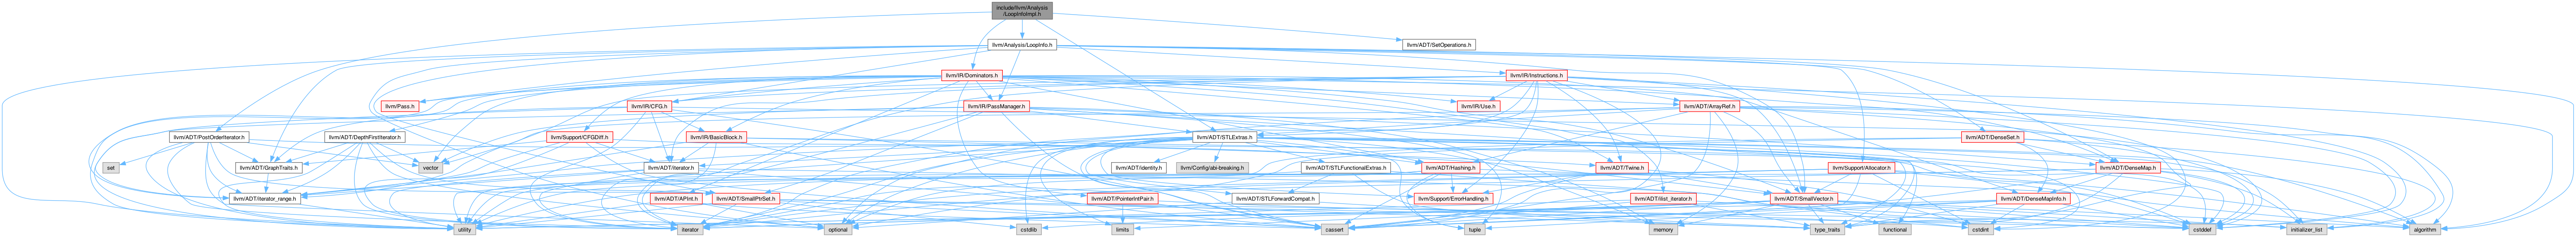 include/llvm/Analysis
/LoopInfoImpl.h
llvm/Analysis/LoopInfo.h
llvm/ADT/SetOperations.h
llvm/IR/Dominators.h
llvm/IR/Instructions.h
llvm/Pass.h
llvm/IR/CFG.h
llvm/IR/PassManager.h
llvm/IR/Use.h
llvm/ADT/ArrayRef.h
llvm/ADT/PostOrderIterator.h
llvm/ADT/DepthFirstIterator.h
llvm/Support/CFGDiff.h
llvm/IR/BasicBlock.h
llvm/ADT/STLExtras.h
llvm/ADT/DenseSet.h
set
llvm/ADT/GraphTraits.h
vector
llvm/ADT/iterator.h
llvm/ADT/identity.h
llvm/Config/abi-breaking.h
llvm/ADT/STLFunctionalExtras.h
llvm/ADT/Hashing.h
llvm/ADT/Twine.h
llvm/Support/Allocator.h
llvm/ADT/DenseMap.h
llvm/ADT/iterator_range.h
llvm/ADT/APInt.h
llvm/ADT/SmallPtrSet.h
llvm/ADT/PointerIntPair.h
llvm/ADT/STLForwardCompat.h
llvm/Support/ErrorHandling.h
llvm/ADT/ilist_iterator.h
llvm/ADT/SmallVector.h
llvm/ADT/DenseMapInfo.h
utility
iterator
optional
cstdlib
limits
cassert
tuple
memory
type_traits
functional
cstdint
cstddef
initializer_list
algorithm